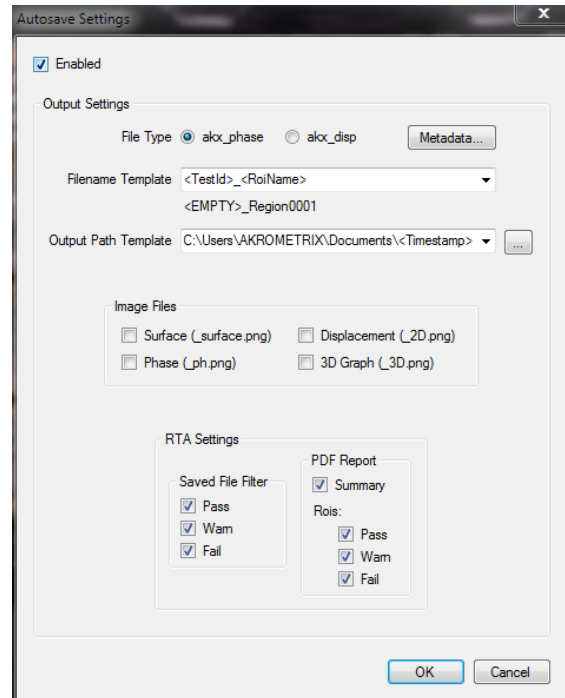 Autosave Settings
x
Enabled
Output Settings
File Type akx_phase akx_disp Metadata...
Filename Template <TestId>_<RoiName>
<EMPTY>_Region0001
Output Path Template C:\Users\AKROMETRIX\Documents\<Timestamp> ...
Image Files
Surface (_surface.png) Displacement (_2D.png)
Phase (_ph.png) 3D Graph (_3D.png)
RTA Settings
PDF Report
Saved File Filter
Summary
Pass
Rois:
Warn
Pass
Fail
Warn
Fail
OK Cancel